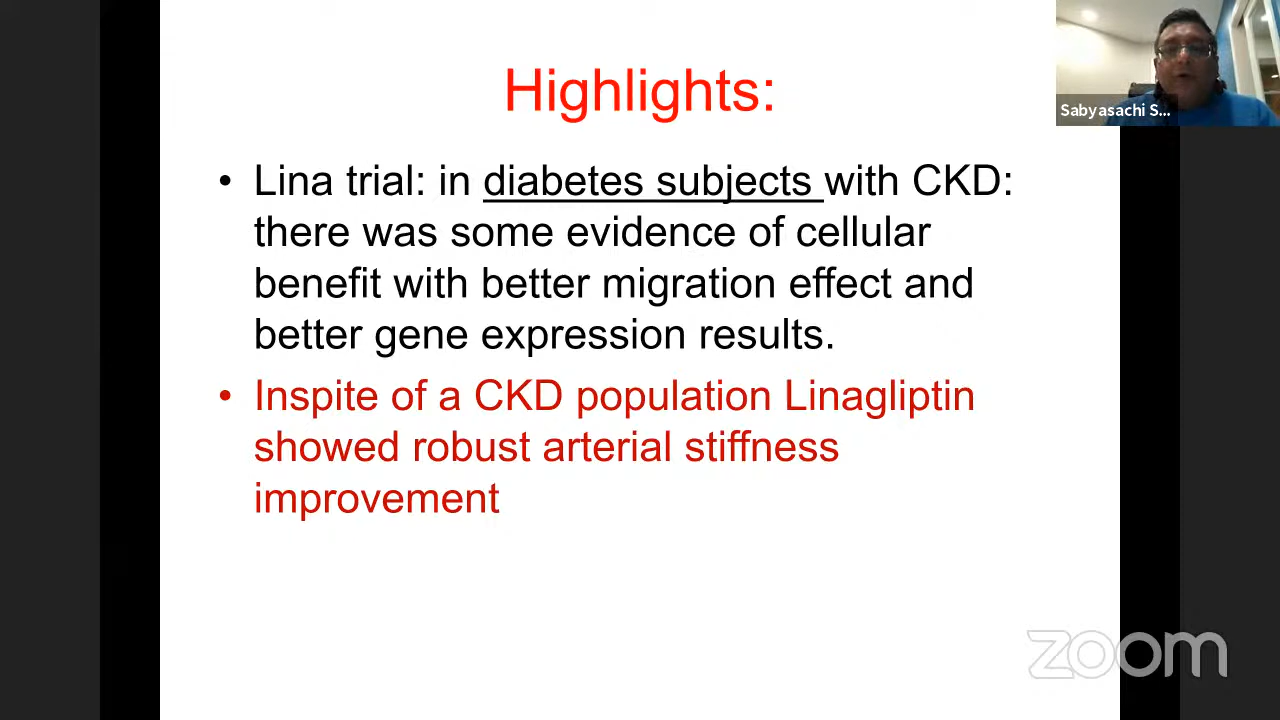 Highlights:
• Lina trial: in diabetes subjects with CKD:
there was some evidence of cellular
benefit with better migration effect and
better gene expression results.
• Inspite of a CKD population Linagliptin
showed robust arterial stiffness
improvement
Sabyasachi S...
zoom